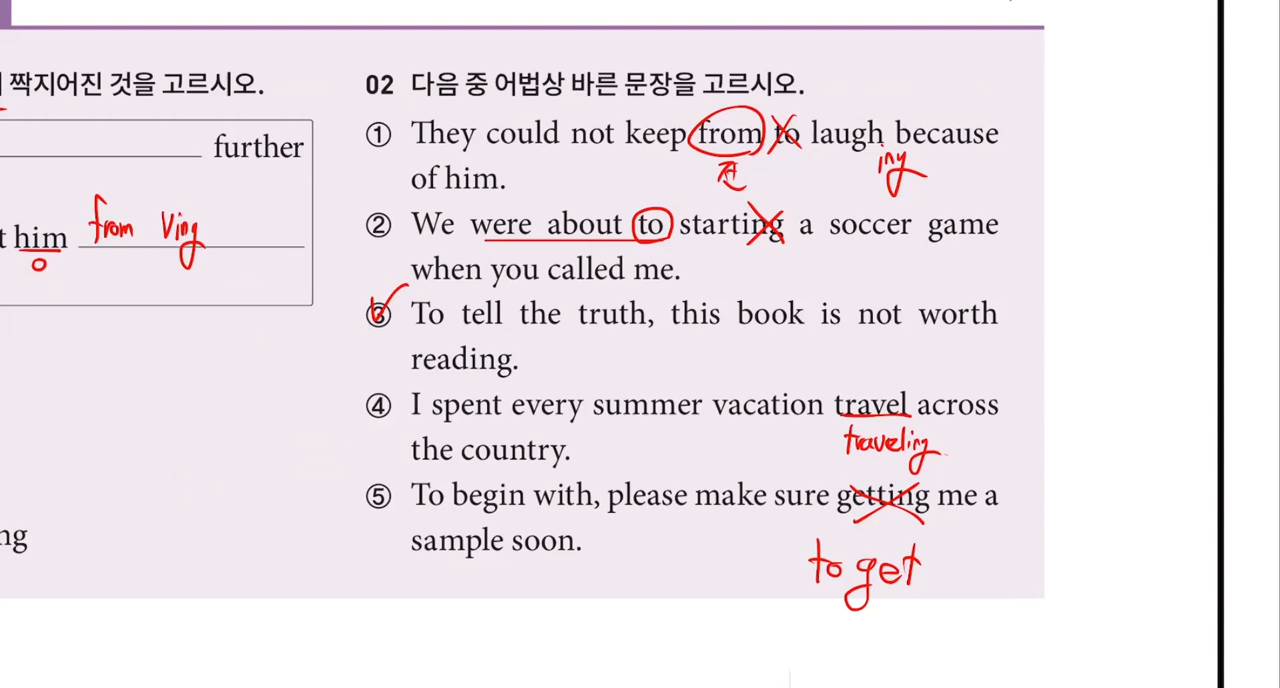 짝지어진 것을 고르시오.
further
t him from Ving
o
ng
02 다음 중 어법상 바른 문장을 고르시오.
① They could not keep from to laugh because
전 ing
of him.
② We were about to starting a soccer game
when you called me.
③ To tell the truth, this book is not worth
reading.
④ I spent every summer vacation travel across
traveling
the country.
⑤ To begin with, please make sure getting me a
sample soon.
to get